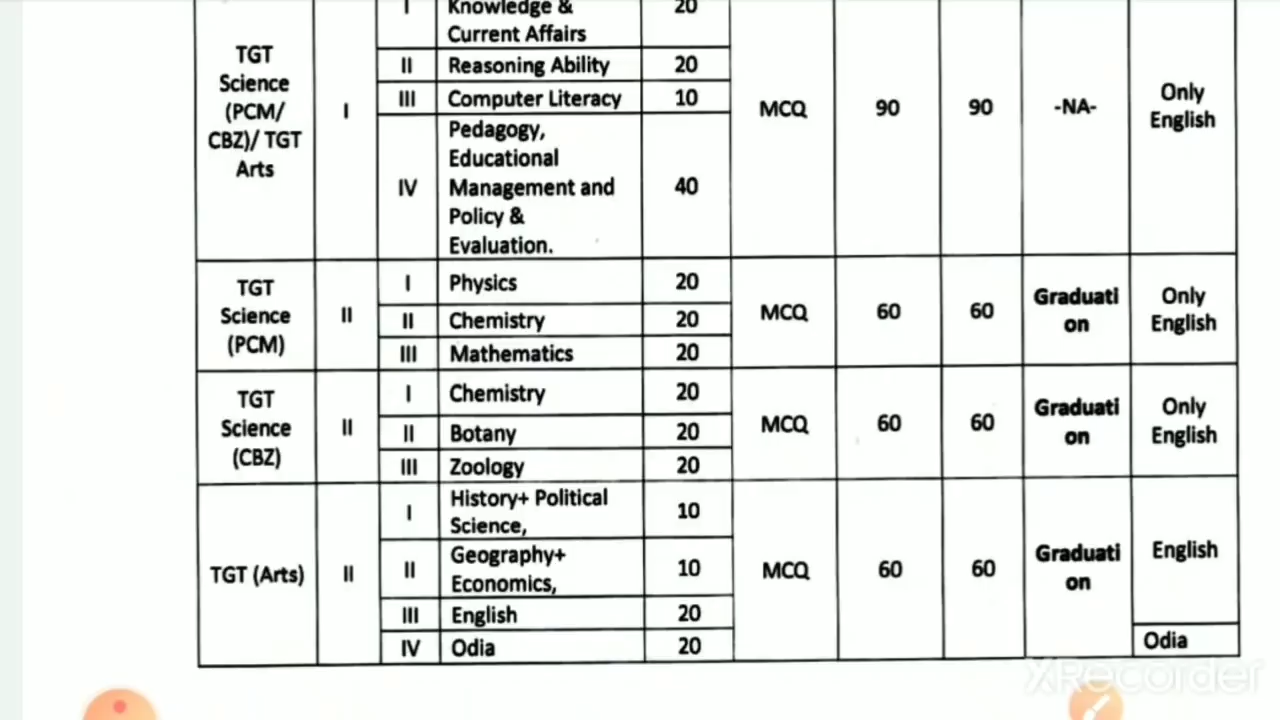 TGT
Science
(PCM/
CBZ)/ TGT
Arts
I
I
Knowledge &
Current Affairs
20
II
Reasoning Ability
20
III
Computer Literacy
10
IV
Pedagogy,
Educational
Management and
Policy &
Evaluation.
40
MCQ
90
90
-NA-
Only
English
TGT
Science
(PCM)
II
I
Physics
20
II
Chemistry
20
III
Mathematics
20
MCQ
60
60
Graduati
on
Only
English
TGT
Science
(CBZ)
II
I
Chemistry
20
II
Botany
20
III
Zoology
20
MCQ
60
60
Graduati
on
Only
English
TGT (Arts)
II
I
History+ Political
Science,
10
II
Geography+
Economics,
10
III
English
20
IV
Odia
20
MCQ
60
60
Graduati
on
English
Odia
XRecorder